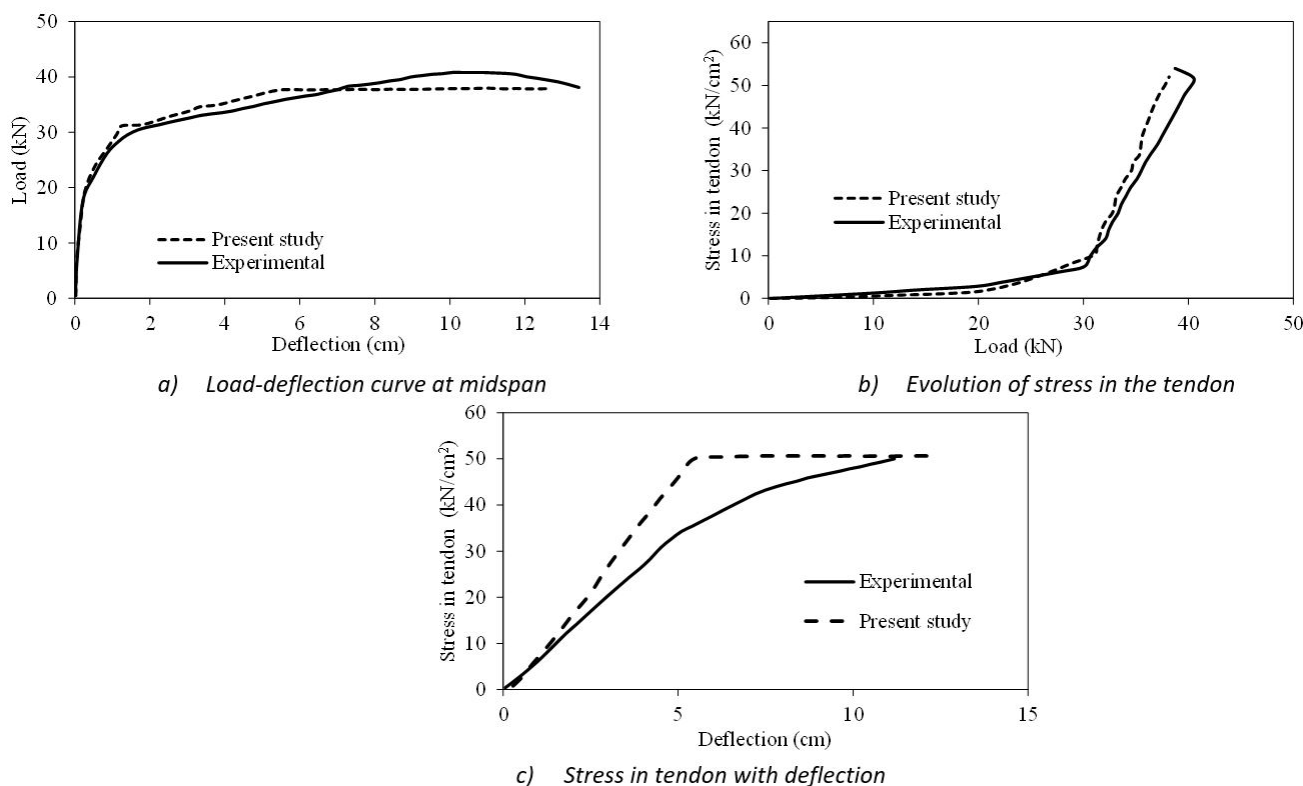 50
40
30
20
10
0
Load (kN)
Present study
Experimental
0 2 4 6 8 10 12 14
Deflection (cm)
a) Load-deflection curve at midspan
60
50
40
30
20
10
0
Stress in tendon (kN/cm²)
Present study
Experimental
0 10 20 30 40 50
Load (kN)
b) Evolution of stress in the tendon
60
50
40
30
20
10
0
Stress in tendon (kN/cm²)
Experimental
Present study
0 5 10 15
Deflection (cm)
c) Stress in tendon with deflection